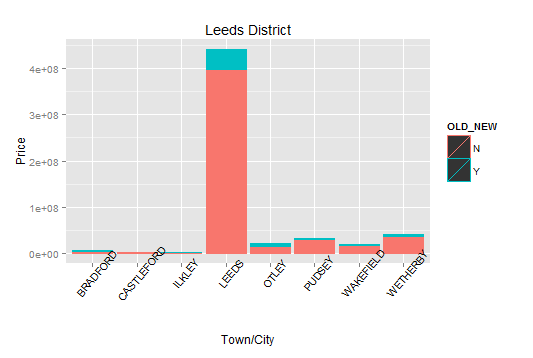 Leeds District
Price
4e+08
3e+08
2e+08
1e+08
0e+00
BRADFORD
CASTLEFORD
ILKLEY
LEEDS
OTLEY
PUDSEY
WAKEFIELD
WETHERBY
Town/City
OLD_NEW
N
Y